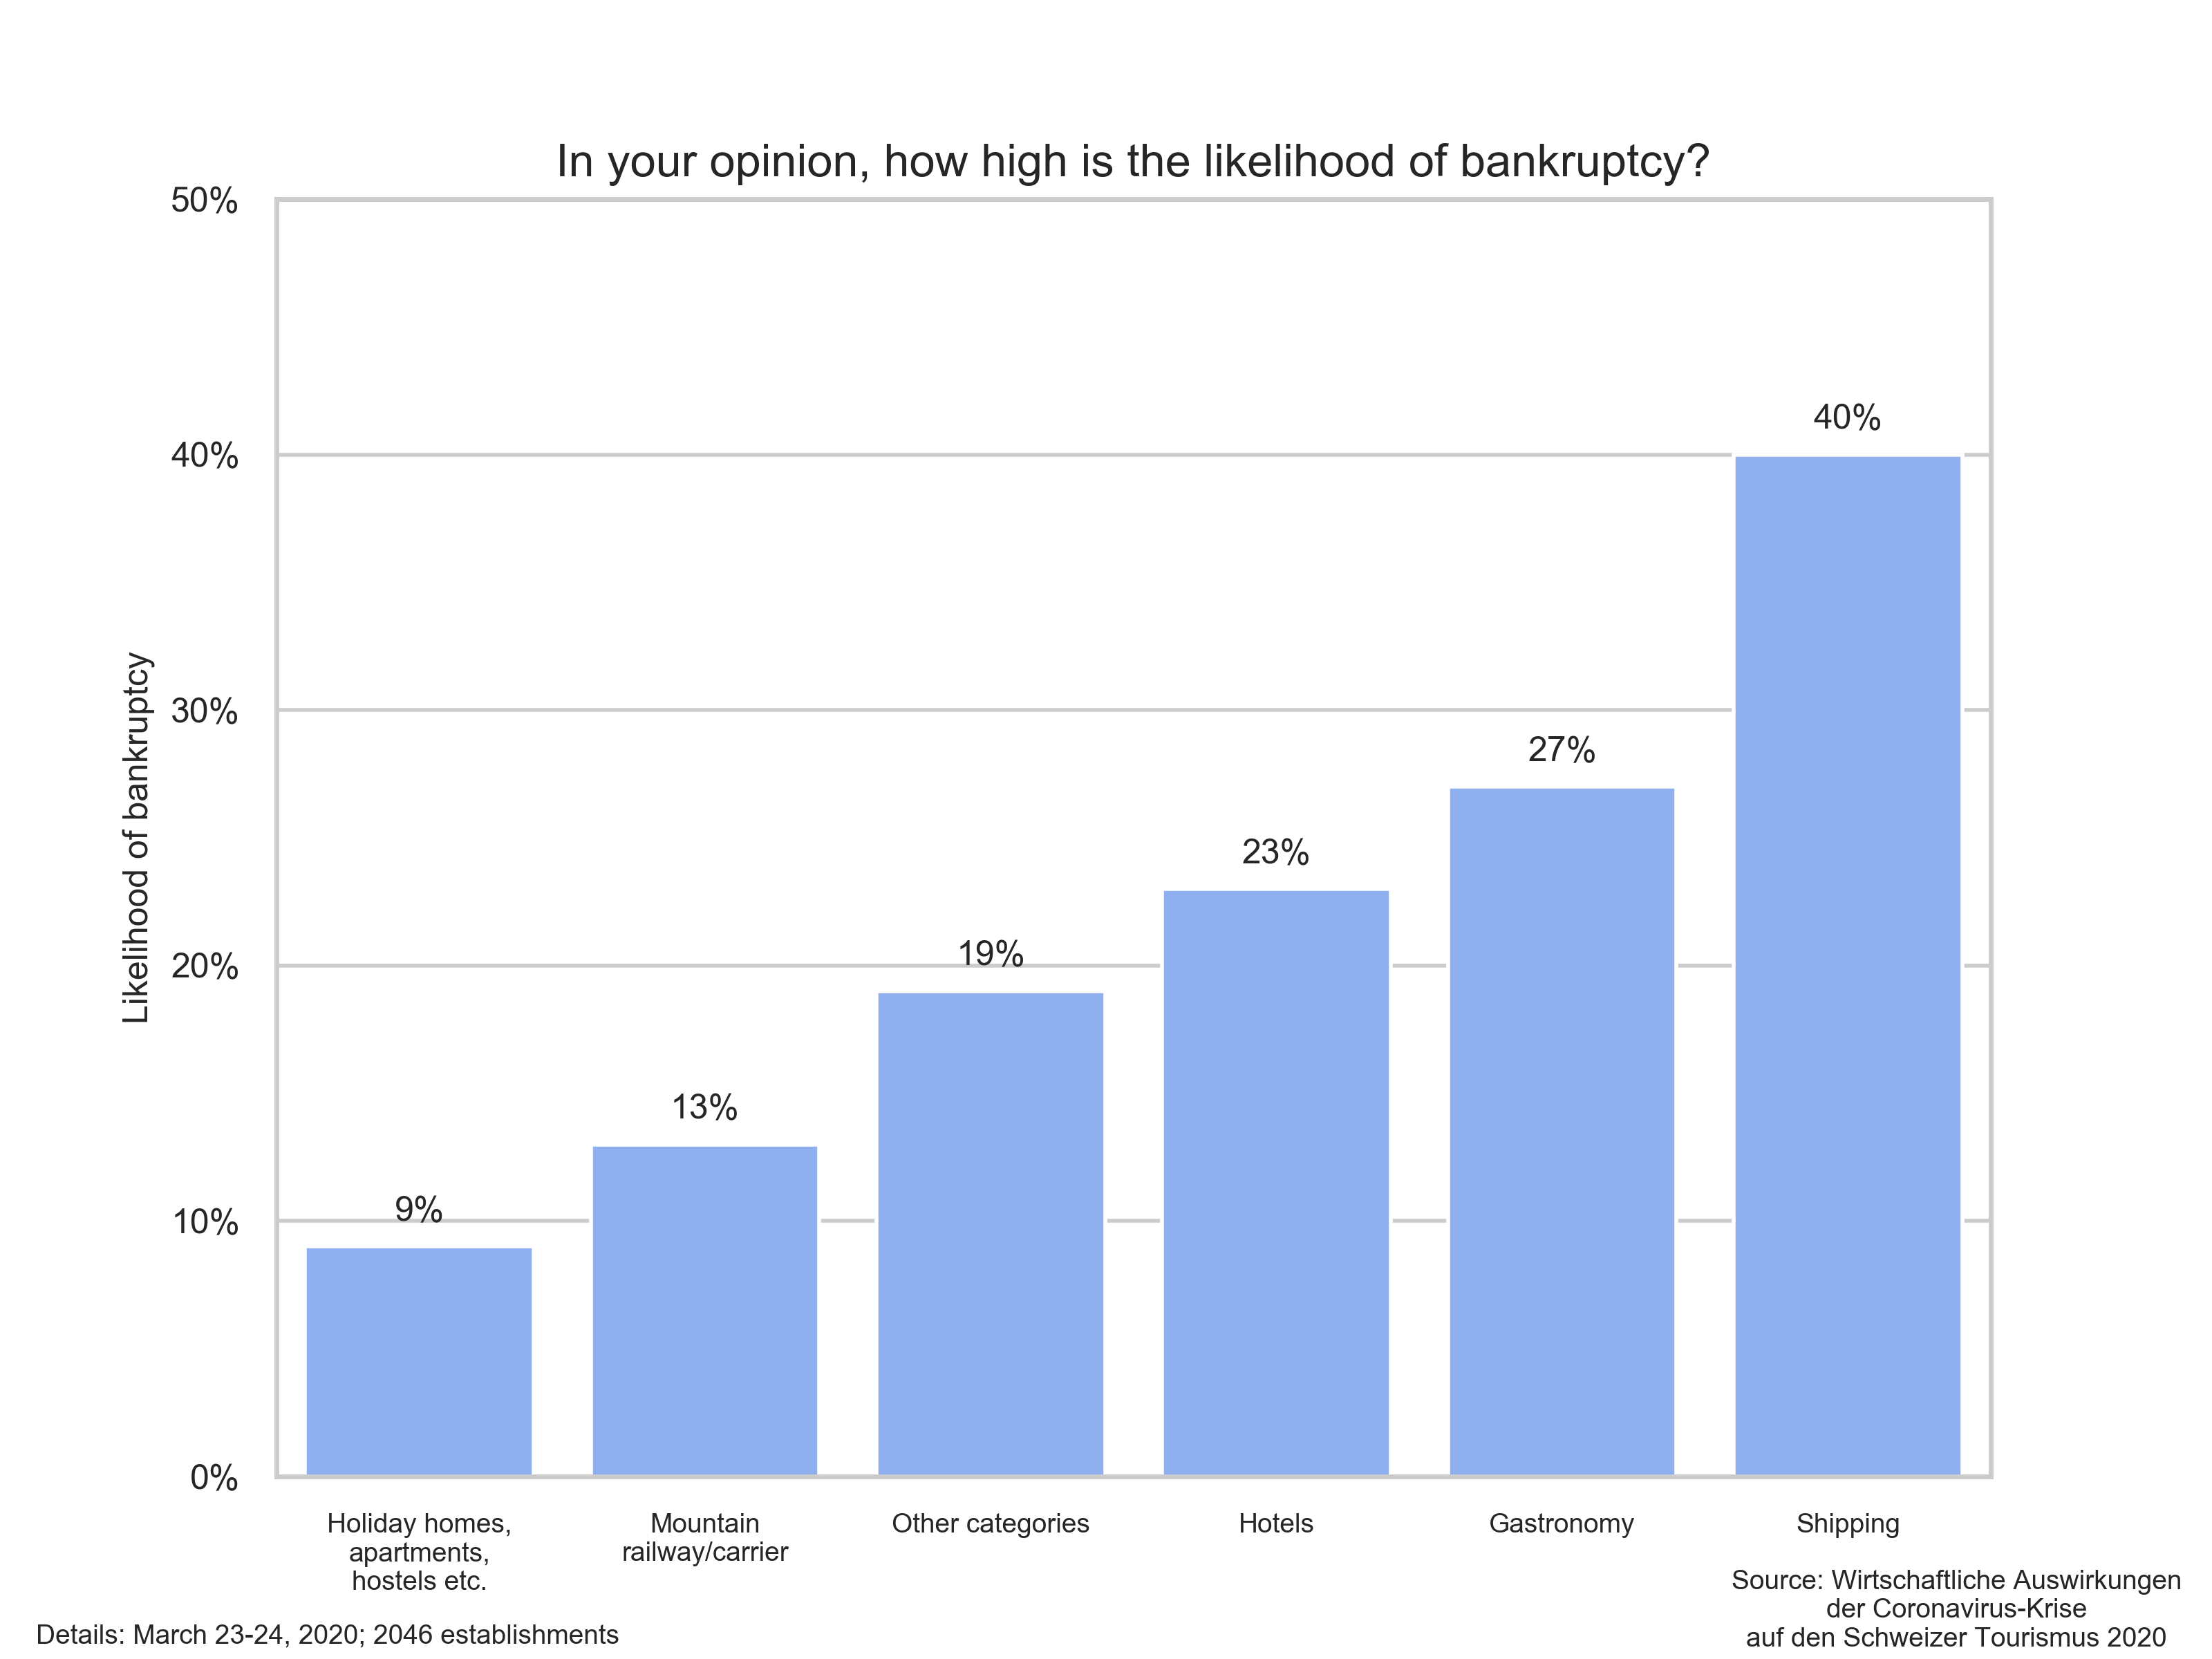 In your opinion, how high is the likelihood of bankruptcy?
50%
40%
30%
20%
10%
0%
Likelihood of bankruptcy
9%
13%
19%
23%
27%
40%
Holiday homes,
apartments,
hostels etc.
Mountain
railway/carrier
Other categories
Hotels
Gastronomy
Shipping
Details: March 23-24, 2020; 2046 establishments
Source: Wirtschaftliche Auswirkungen
der Coronavirus-Krise
auf den Schweizer Tourismus 2020